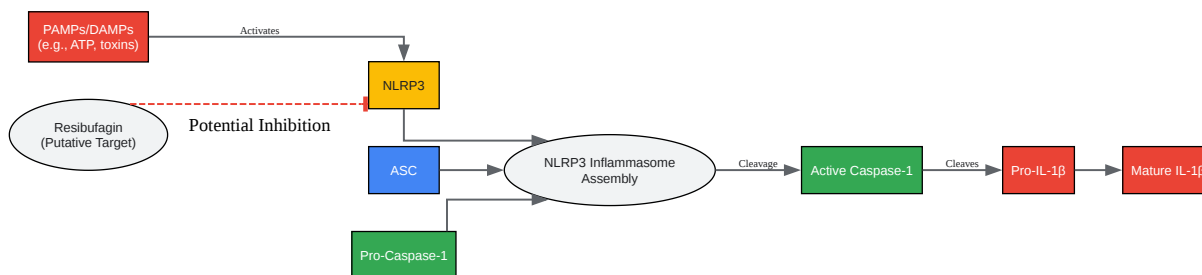 PAMPs/DAMPs
(e.g., ATP, toxins)
Activates
NLRP3
Resibufagin
(Putative Target)
Potential Inhibition
ASC
NLRP3 Inflammasome
Assembly
Cleavage
Active Caspase-1
Cleaves
Pro-IL-1β
Mature IL-1β
Pro-Caspase-1